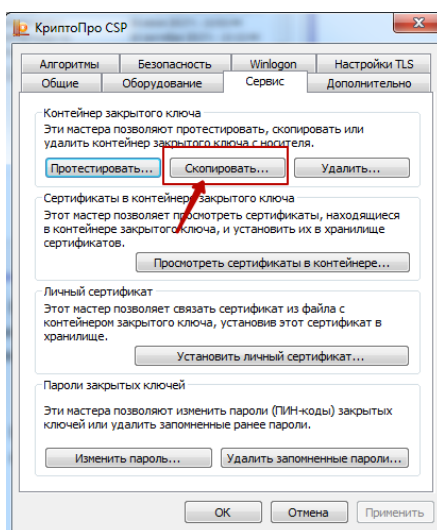 КриптоПро CSP
Алгоритмы Безопасность Winlogon Настройки TLS
Общие Оборудование Сервис Дополнительно
Контейнер закрытого ключа
Эти мастера позволяют протестировать, скопировать или
удалить контейнер закрытого ключа с носителя.
Протестировать... Скопировать... Удалить...
Сертификаты в контейнере закрытого ключа
Этот мастер позволяет просмотреть сертификаты, находящиеся
в контейнере закрытого ключа, и установить их в хранилище
сертификатов.
Просмотреть сертификаты в контейнере...
Личный сертификат
Этот мастер позволяет связать сертификат из файла с
контейнером закрытого ключа, установив этот сертификат в
хранилище.
Установить личный сертификат...
Пароли закрытых ключей
Эти мастера позволяют изменить пароли (ПИН-коды) закрытых
ключей или удалить запомненные ранее пароли.
Изменить пароль... Удалить запомненные пароли...
ОК Отмена Применить